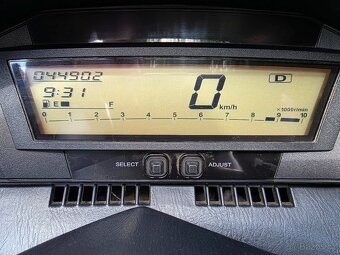 044902
9:31
0 km/h
D
E F
×1000r/min
0 1 2 3 4 5 6 7 8 9 10
SELECT ADJUST